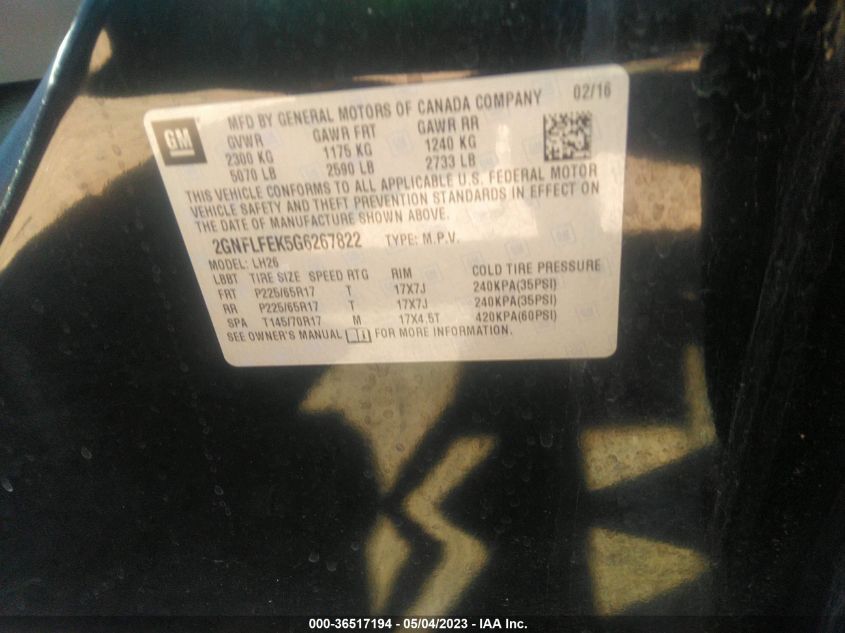 GM
MFD BY GENERAL MOTORS OF CANADA COMPANY 02/16
GVWR GAWR FRT GAWR RR
2300 KG 1175 KG 1240 KG
5070 LB 2590 LB 2733 LB
THIS VEHICLE CONFORMS TO ALL APPLICABLE U.S. FEDERAL MOTOR
VEHICLE SAFETY AND THEFT PREVENTION STANDARDS IN EFFECT ON
THE DATE OF MANUFACTURE SHOWN ABOVE.
2GNFLFEK5G6267822 TYPE: M.P.V.
MODEL: LH26
LBBT TIRE SIZE SPEED RTG RIM COLD TIRE PRESSURE
FRT P225/65R17 T 17X7J 240KPA(35PSI)
RR P225/65R17 T 17X7J 240KPA(35PSI)
SPA T145/70R17 M 17X4.5T 420KPA(60PSI)
SEE OWNER'S MANUAL FOR MORE INFORMATION.
000-36517194 - 05/04/2023 - IAA Inc.